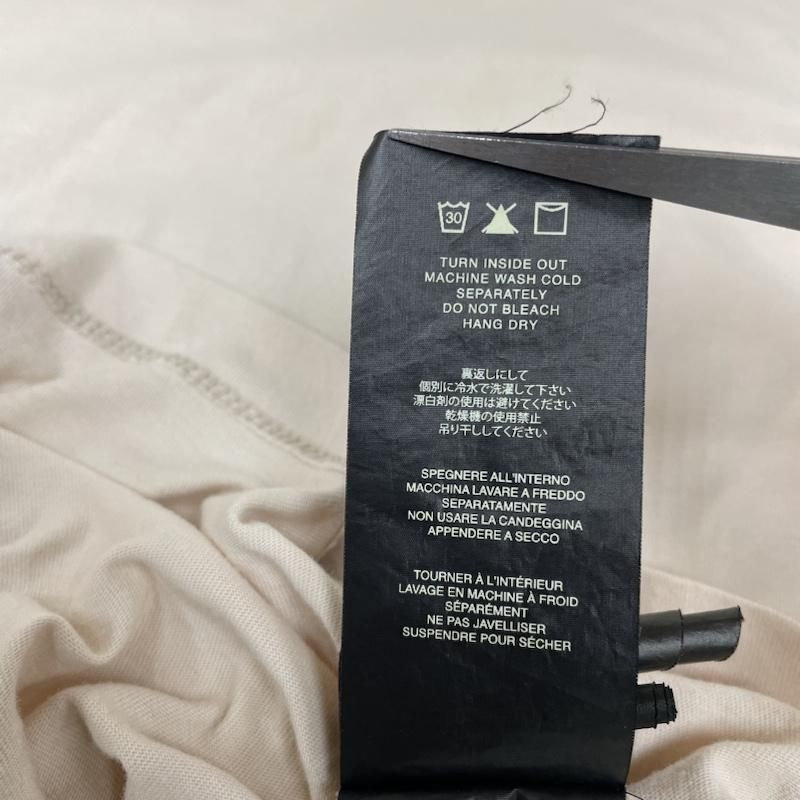 30
TURN INSIDE OUT
MACHINE WASH COLD
SEPARATELY
DO NOT BLEACH
HANG DRY
裏返しにして
個別に冷水で洗濯して下さい
漂白剤の使用は避けてください
乾燥機の使用禁止
吊り干ししてください
SPEGNERE ALL'INTERNO
MACCHINA LAVARE A FREDDO
SEPARATAMENTE
NON USARE LA CANDEGGINA
APPENDERE A SECCO
TOURNER À L'INTÉRIEUR
LAVAGE EN MACHINE À FROID
SÉPARÉMENT
NE PAS JAVELLISER
SUSPENDRE POUR SÉCHER